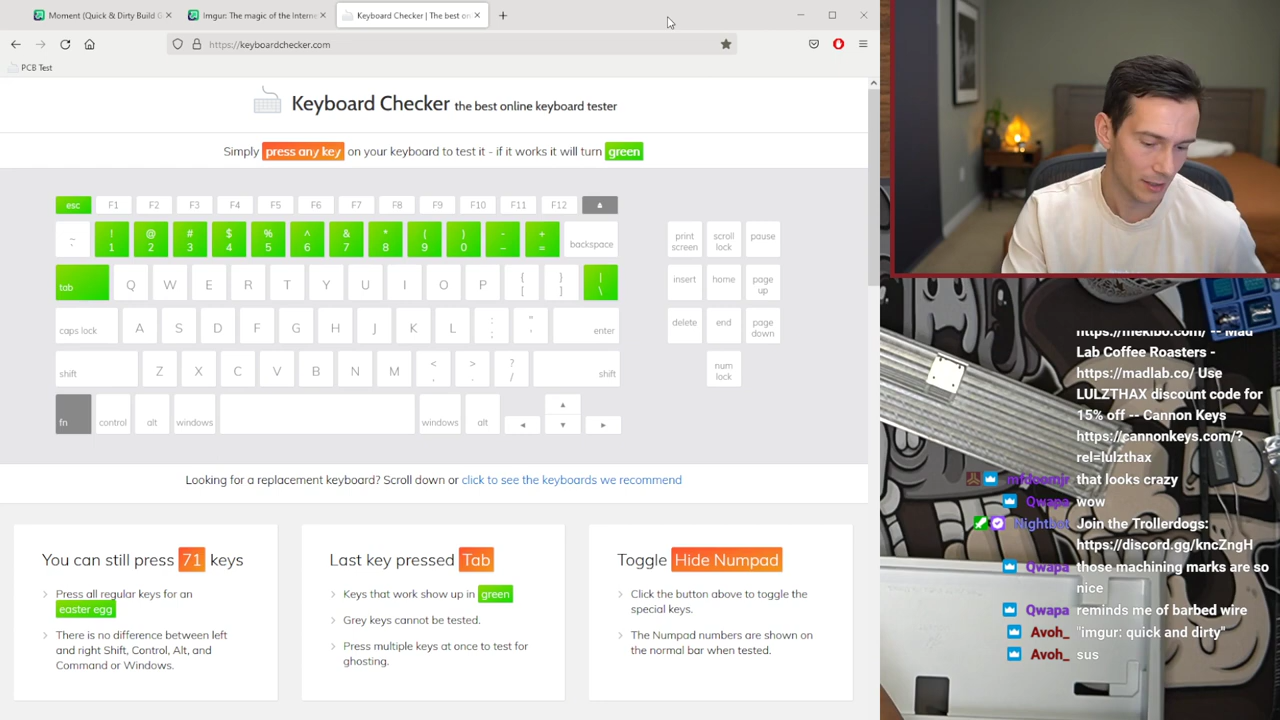 Moment (Quick & Dirty Build G
Imgur: The magic of the Interne
Keyboard Checker | The best on
https://keyboardchecker.com
PCB Test
Keyboard Checker the best online keyboard tester
Simply press any key on your keyboard to test it - if it works it will turn green
esc F1 F2 F3 F4 F5 F6 F7 F8 F9 F10 F11 F12
print screen scroll lock pause
~ ` ! 1 @ 2 # 3 $ 4 % 5 ^ 6 & 7 * 8 ( 9 ) 0 - _ + = backspace
tab Q W E R T Y U I O P { [ } ] | \
insert home page up
caps lock A S D F G H J K L : ; " ' enter
delete end page down
shift Z X C V B N M < , > . ? / shift
num lock
fn control alt windows windows alt
Looking for a replacement keyboard? Scroll down or click to see the keyboards we recommend
You can still press 71 keys
Press all regular keys for an
easter egg
There is no difference between left
and right Shift, Control, Alt, and
Command or Windows.
Last key pressed Tab
Keys that work show up in green
Grey keys cannot be tested.
Press multiple keys at once to test for
ghosting.
Toggle Hide Numpad
Click the button above to toggle the
special keys.
The Numpad numbers are shown on
the normal bar when tested.
https://mekibo.com/ -- Mad
Lab Coffee Roasters -
https://madlab.co/ Use
LULZTHAX discount code for
15% off -- Cannon Keys
https://cannonkeys.com/?
rel=lulzthax
that looks crazy
Qwapa wow
Nightbot Join the Trollerdogs:
https://discord.gg/kncZngH
Qwapa those machining marks are so
nice
Qwapa reminds me of barbed wire
Avoh_ "imgur: quick and dirty"
Avoh_ sus